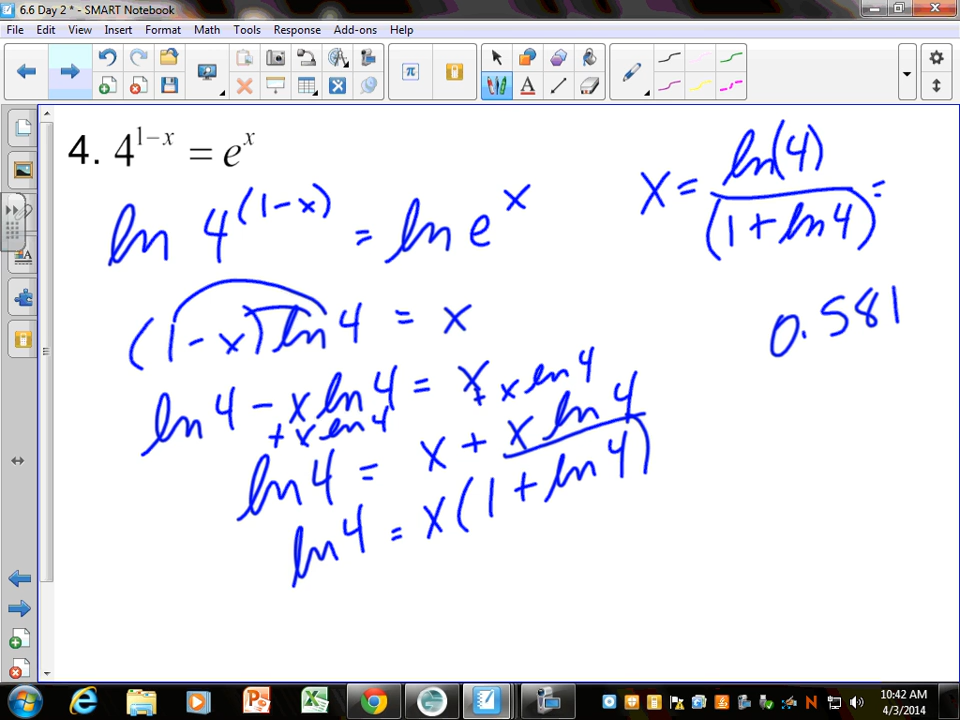 6.6 Day 2 * - SMART Notebook
File Edit View Insert Format Math Tools Response Add-ons Help
4. 4^{1-x} = e^x
ln 4^{(1-x)} = ln e^x
(1-x) ln 4 = x
ln 4 - x ln 4 = x + x ln 4
+ x ln 4
ln 4 = x + x ln 4
ln 4 = x (1 + ln 4)
x = ln(4) / (1 + ln 4) =
0.581
10:42 AM
4/3/2014